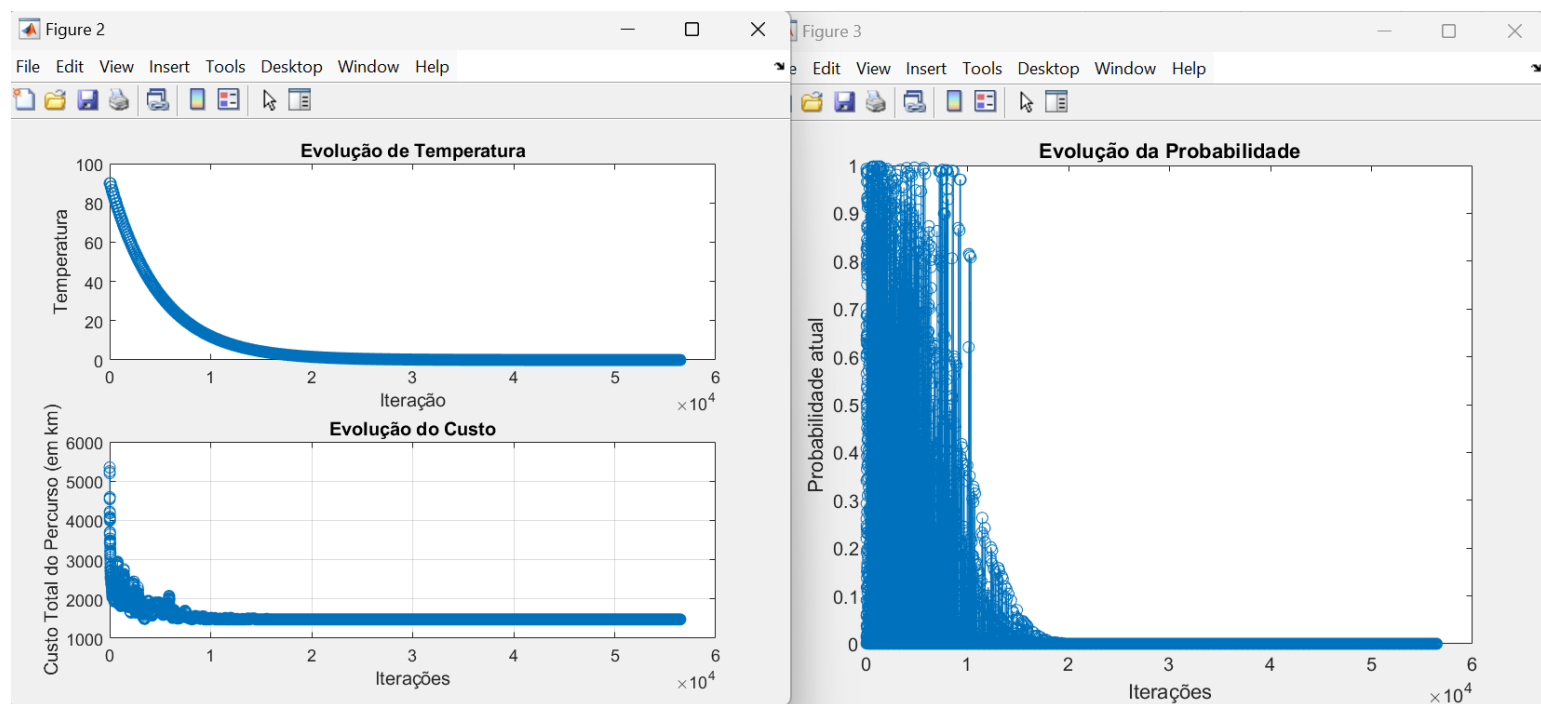 Figure 2
File Edit View Insert Tools Desktop Window Help
Evolução de Temperatura
Temperatura
100
80
60
40
20
0
0 1 2 3 4 5 6
Iteração
×10^4
Evolução do Custo
Custo Total do Percurso (em km)
6000
5000
4000
3000
2000
1000
0 1 2 3 4 5 6
Iterações
×10^4
Figure 3
e Edit View Insert Tools Desktop Window Help
Evolução da Probabilidade
Probabilidade atual
1
0.9
0.8
0.7
0.6
0.5
0.4
0.3
0.2
0.1
0
0 1 2 3 4 5 6
Iterações
×10^4